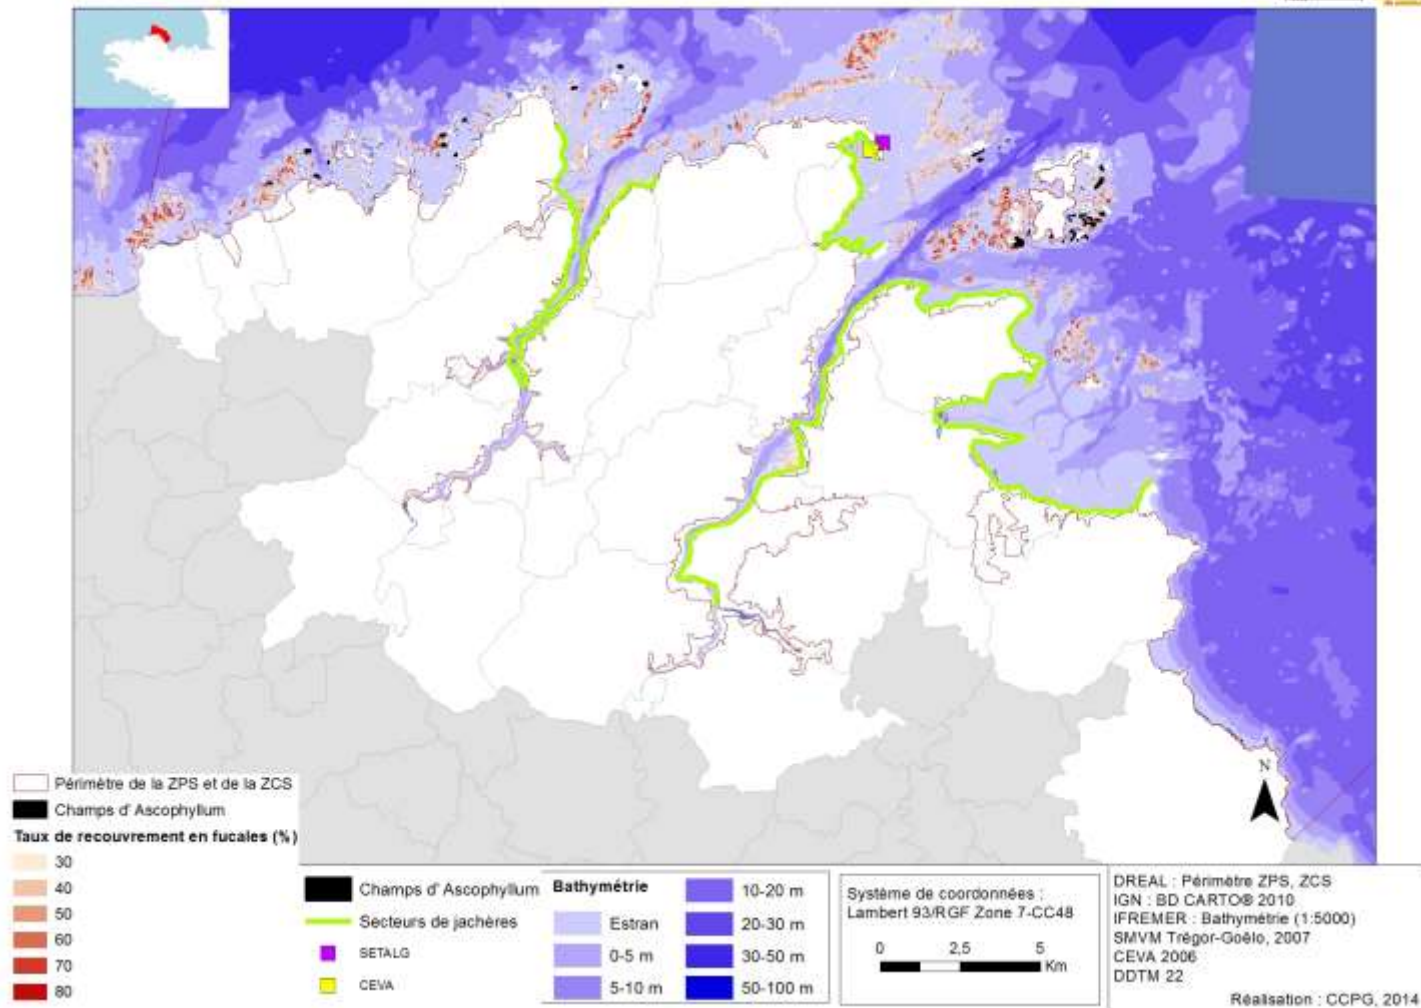 N
Périmètre de la ZPS et de la ZCS
Champs d' Ascophyllum
Taux de recouvrement en fucales (%)
30
40
50
60
70
80
Champs d' Ascophyllum
Secteurs de jachères
SETALG
CEVA
Bathymétrie
Estran
0-5 m
5-10 m
10-20 m
20-30 m
30-50 m
50-100 m
Système de coordonnées :
Lambert 93/RGF Zone 7-CC48
0 2,5 5
Km
DREAL : Périmètre ZPS, ZCS
IGN : BD CARTO® 2010
IFREMER : Bathymétrie (1:5000)
SMVM Trégor-Goëlo, 2007
CEVA 2006
DDTM 22
Réalisation : CCPG, 2014